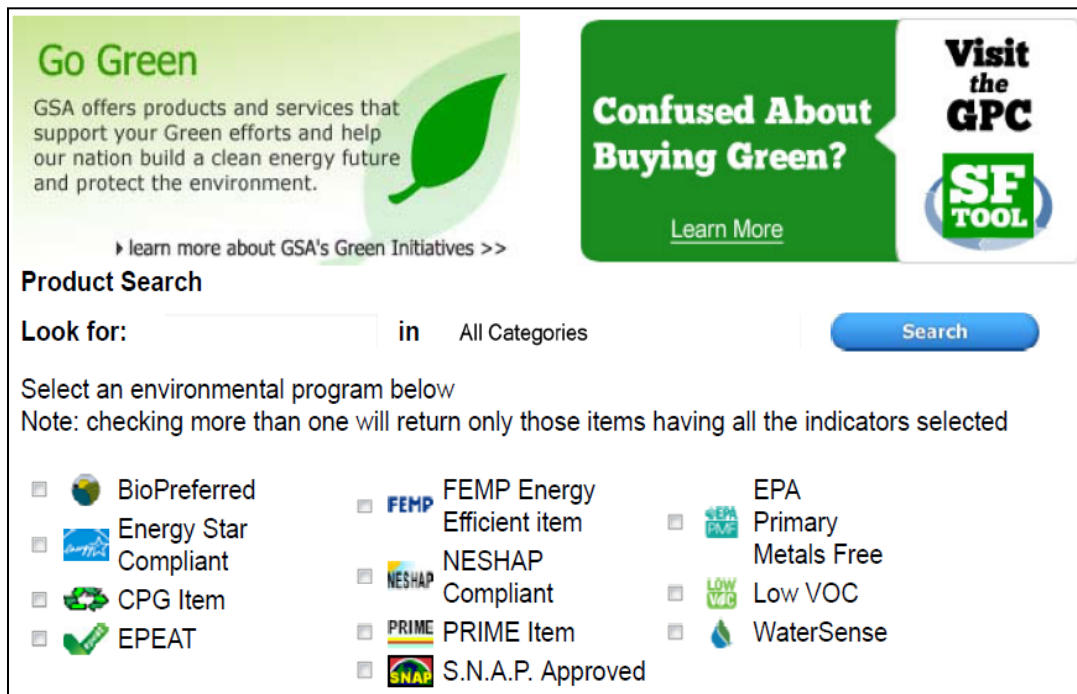 Go Green
GSA offers products and services that
support your Green efforts and help
our nation build a clean energy future
and protect the environment.
learn more about GSA's Green Initiatives >>
Confused About
Buying Green?
Learn More
Visit
the
GPC
SF
TOOL
Product Search
Look for:
in
All Categories
Search
Select an environmental program below
Note: checking more than one will return only those items having all the indicators selected
BioPreferred
energy
Energy Star
Compliant
CPG Item
EPEAT
FEMP
FEMP Energy
Efficient item
NESHAP
NESHAP
Compliant
PRIME
PRIME Item
SNAP
S.N.A.P. Approved
EPA
PMF
EPA
Primary
Metals Free
LOW
VOC
Low VOC
WaterSense